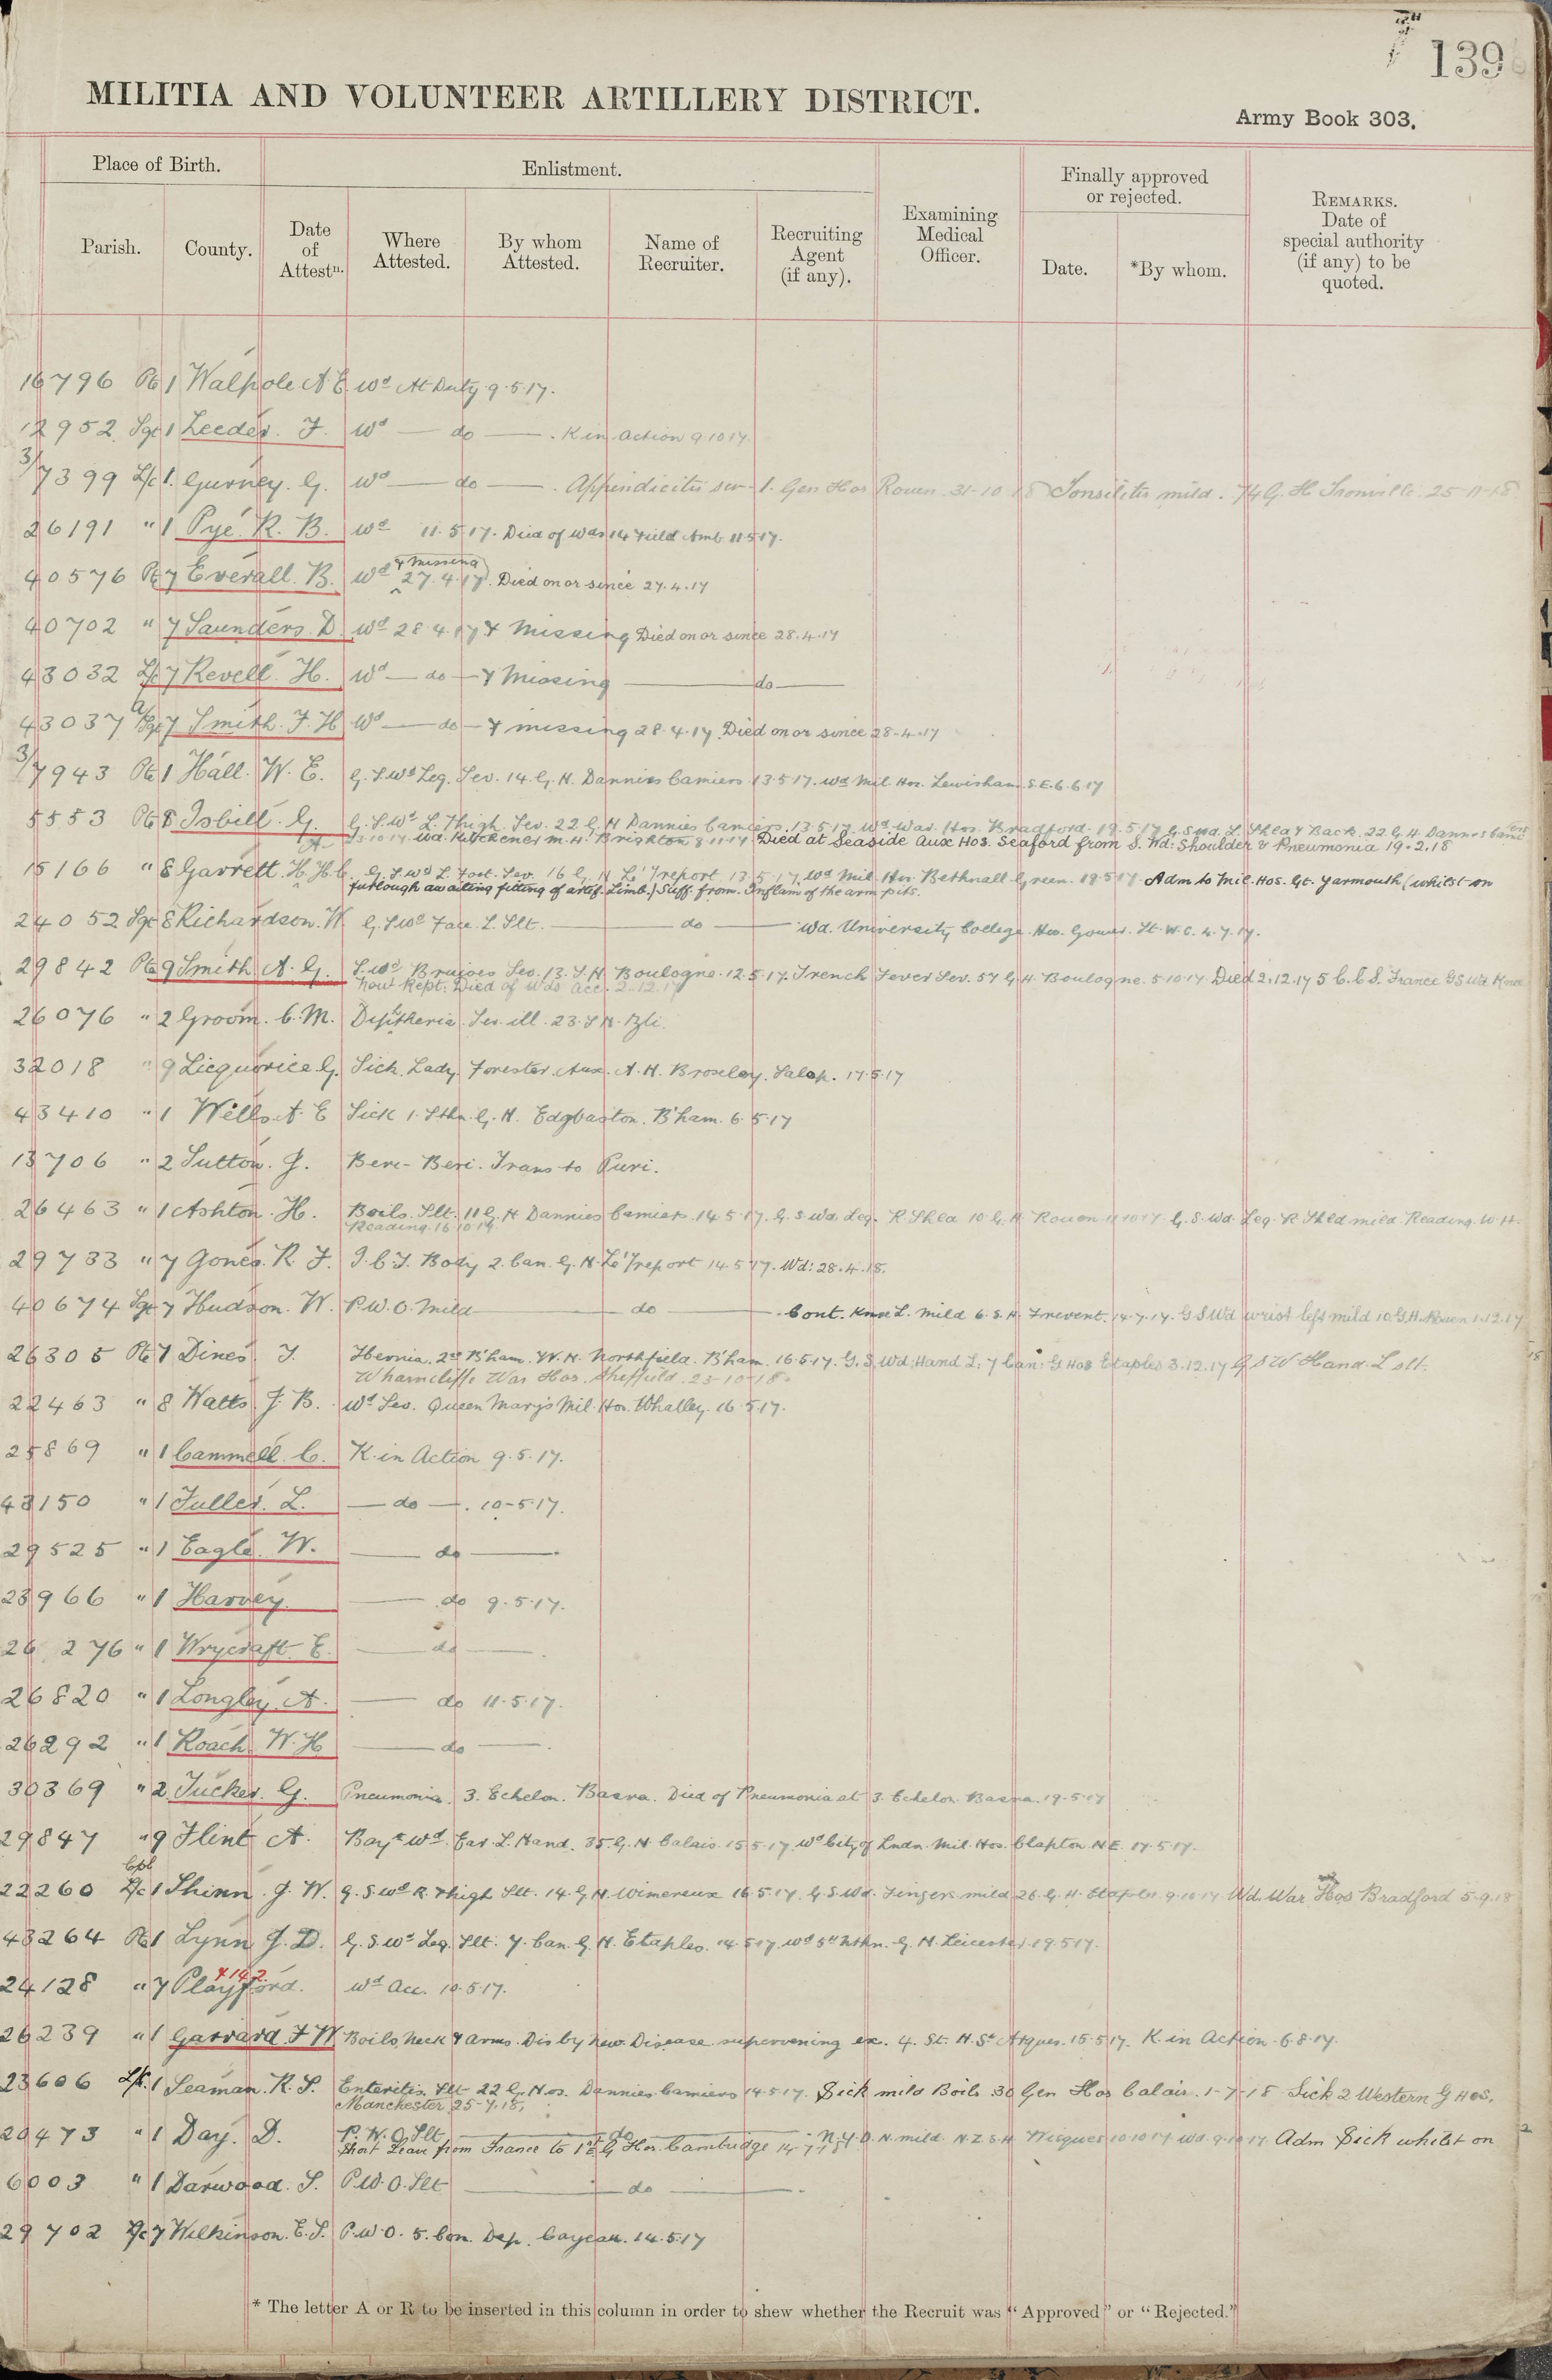 139
MILITIA AND VOLUNTEER ARTILLERY DISTRICT.
Army Book 303.
Place of Birth.
Enlistment.
Finally approved or rejected.
Parish.
County.
Date of Attestn.
Where Attested.
By whom Attested.
Name of Recruiter.
Recruiting Agent (if any).
Examining Medical Officer.
Date.
*By whom.
REMARKS. Date of special authority (if any) to be quoted.
16796 Pte 1 Walpole A E Wd At Duty 9.5.17.
12952 Sgt 1 Leeder. F. Wd — do — . K in action 9.10.17
3/7399 L/c 1. Gurney. G. Wd — do — . Appendicitis sev 1. Gen Hos Rouen 31-10-18 Tonsilitis mild. 74 G. H Tronville. 25-11-18
26191 " 1 Pye. R. B. Wd 11.5.17. Died of Wds 14 Field Amb 11.5.17.
40576 Pte 7 Everall. B. Wd & missing 27.4.17. Died on or since 27.4.17
40702 " 7 Saunders. D Wd 28.4.17 & Missing Died on or since 28.4.17
43032 L/c 7 Revell. H. Wd — do — & Missing — do —
43037 A/Sgt 7 Smith. F. H Wd — do — & missing 28.4.17. Died on or since 28.4.17
3/7943 Pte 1 Hall. W. E. G. S Wd Leg. Sev. 14. G. H. Dannies Camiers 13.5.17. Wd Mil. Hos. Lewisham. S.E. 6.6.17
5553 Pte 8 Isbill. G. G. S. Wd L. Thigh. Sev. 22 G. H Dannies Camiers. 13.5.17. Wd War. Hos. Bradford. 19.5.17 G. S Wd. L. Shld & Back. 22 G. H. Dannes Cam
23.10.17 Wd. Kitchener M. H. Brighton 8.11.17 Died at Seaside Aux Hos. Seaford from S. Wd: Shoulder & Pneumonia 19.2.18
15166 " 8 Garrett. H. H. C. G. S Wd L. Foot. Sev. 16 G. H Le Treport 13.5.17. Wd Mil. Hos. Bethnall Green. 19.5.17 Adm to Mil. Hos. Gt. Yarmouth (whilst on
furlough awaiting fitting of artif. Limb) Suff. from. Inflam of the arm pits.
24052 Sgt 8 Richardson. W. G. S Wd Face. L Slt. — do — Wd. University College. Hos. Gower. St. W.C. 4.7.17.
29842 Pte 9 Smith A. G. S. Wd Bruises Sev. 13. S. H Boulogne. 12.5.17. Trench Fever Sev. 54 G. H. Boulogne. 5.10.17 Died 2.12.17 5 C.C.S. France GS Wd Knee
now Rept. Died of Wds Acc. 2.12.17
26076 " 2 Groom. C. M. Diptheria. Ser. ill. 23. S H.
32018 " 9 Licquorice G. Sick. Lady Forester. Aux. A. H. Broseley. Salop. 17.5.17
43410 " 1 Wells. A. E Sick 1. Sthn. G. H. Edgbaston. B'ham. 6.5.17
13706 " 2 Sutton. J. Beri-Beri. Trans to Puri.
26463 " 1 Ashton. H. Boils. Slt. 11 G. H Dannies Camiers. 14.5.17. G. S Wd. Leg. R Shld 10. G. H Rouen 11.10.17. G. S. Wd. Leg. R Shld mild Reading. W. H.
Reading. 16.10.17
29733 " 7 Jones. R. F. I. C. T. Body 2. Can. G. H. Le Treport 14.5.17. Wd: 28.4.18.
40674 Sgt 7 Hudson. W. P.U.O. Mild — do — Cont. Knee L. Mild 6. S. H. Frevent. 14.7.17. G S Wd wrist left mild 10 G. H. Rouen 1.12.17
26305 Pte 1 Dines. T. Hernia. 2nd B'ham. W. H. Northfield. B'ham. 16.5.17. G. S. Wd: Hand L: 7 Can: G Hos Etaples 3.12.17 G S W Hand L slt. 18
Wharncliffe War Hos. Sheffield. 23-10-18.
22463 " 8 Watts. J. B. Wd Sev. Queen Mary's Mil. Hos. Whalley. 16.5.17.
25869 " 1 Cammell. C. K. in Action 9.5.17.
43150 " 1 Fuller. L. — do — . 10-5.17.
29525 " 1 Eagle. W. — do —
23966 " 1 Harvey. — do 9.5.17.
26276 " 1 Wrycraft. E. — do — .
26820 " 1 Longley. A. — do 11.5.17.
26292 " 1 Roach. W. H — do — .
30369 " 2 Tucker. G. Pneumonia. 3. Echelon. Basra. Died of Pneumonia at 3. Echelon. Basra. 19.5.17
29847 " 9 Flint. A. Bayt Wd. Ear. L. Hand. 35. G. H Calais. 15.5.17. Wd City of Lndn. Mil. Hos. Clapton. N.E. 17.5.17.
Cpl
22260 L/c 1 Shinn. J. W. G. S. Wd R. Thigh Slt. 14. G H. Wimereux 16.5.17. G. S. Wd. Fingers mild 26 G. H. Etaples 9.10.17 Wd. War Hos Bradford 5.9.18
43264 Pte 1 Lynn J. D. G. S. Wd Leg. Slt. 7. Can. G. H. Etaples. 14.5.17. Wd 5th Nthn. G. H. Leicester. 19.5.17.
24128 " 7 Playford. Wd Acc. 10.5.17.
26239 " 1 Garrard. F W Boils, Neck & Arms. Dis by New Disease supervening ex. 4. St. H. St Arques. 15.5.17. K. in Action. 6.8.17.
23606 L/c. 1 Seaman. R. S. Enteritis. Slt 22 G. Hos. Dannies Camiers 14.5.17. Sick mild Boils 30 Gen Hos Calais. 1-7-18 Sick 2 Western G Hos,
Manchester 25-7.18,
20473 " 1 Day. D. P.U.O. Slt — do — . N.Y.D.N. mild. N.Z.S.H. Wicques 10.10.17 Wd. 9.10.17. Adm Sick whilst on 2
Short Leave from France to 1st E G Hos. Cambridge 14-7-18
6003 " 1 Darwood. S. P.U.O. Slt — do — .
29702 L/c 7 Wilkinson. E. S. P.U.O. 5. Con. Dep. Cayeau. 14.5.17
* The letter A or R to be inserted in this column in order to shew whether the Recruit was "Approved" or "Rejected."